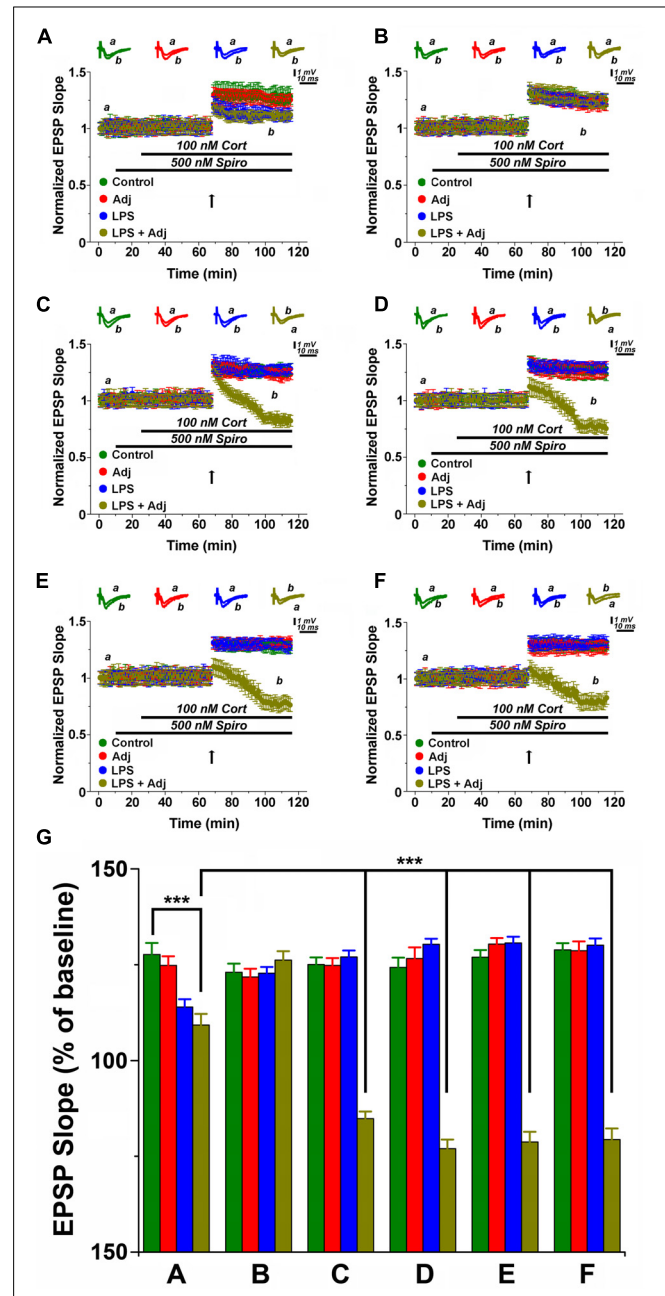 A
a
b
a
b
a
b
a
b
1 mV
10 ms
Normalized EPSP Slope
1.5
1
0.5
0
a
b
100 nM Cort
500 nM Spiro
Control
Adj
LPS
LPS + Adj
↑
0 20 40 60 80 100 120
Time (min)
B
a
b
a
b
a
b
a
b
1 mV
10 ms
Normalized EPSP Slope
1.5
1
0.5
0
a
b
100 nM Cort
500 nM Spiro
Control
Adj
LPS
LPS + Adj
↑
0 20 40 60 80 100 120
Time (min)
C
a
b
a
b
a
b
b
a
1 mV
10 ms
Normalized EPSP Slope
1.5
1
0.5
0
a
b
100 nM Cort
500 nM Spiro
Control
Adj
LPS
LPS + Adj
↑
0 20 40 60 80 100 120
Time (min)
D
a
b
a
b
a
b
b
a
1 mV
10 ms
Normalized EPSP Slope
1.5
1
0.5
0
a
b
100 nM Cort
500 nM Spiro
Control
Adj
LPS
LPS + Adj
↑
0 20 40 60 80 100 120
Time (min)
E
a
b
a
b
a
b
b
a
1 mV
10 ms
Normalized EPSP Slope
1.5
1
0.5
0
a
b
100 nM Cort
500 nM Spiro
Control
Adj
LPS
LPS + Adj
↑
0 20 40 60 80 100 120
Time (min)
F
a
b
a
b
a
b
b
a
1 mV
10 ms
Normalized EPSP Slope
1.5
1
0.5
0
a
b
100 nM Cort
500 nM Spiro
Control
Adj
LPS
LPS + Adj
↑
0 20 40 60 80 100 120
Time (min)
G
EPSP Slope (% of baseline)
150
100
150
***
***
A B C D E F